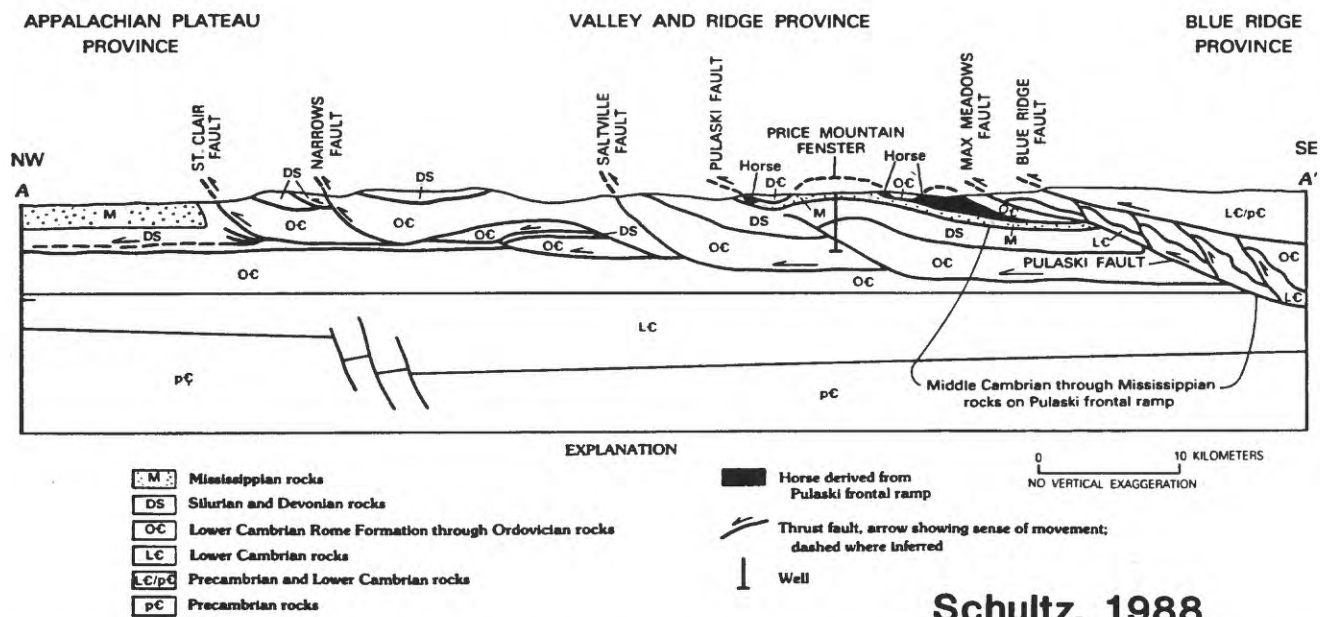 APPALACHIAN PLATEAU
PROVINCE
VALLEY AND RIDGE PROVINCE
BLUE RIDGE
PROVINCE
ST. CLAIR
FAULT
NARROWS
FAULT
SALTVILLE
FAULT
PULASKI FAULT
PRICE MOUNTAIN
FENSTER
MAX MEADOWS
FAULT
BLUE RIDGE
FAULT
NW
A
SE
A'
DS
DS
Horse
DC
Horse
OC
M
DS
OC
OC
DS
OC
DS
M
OC
DS
M
OC
LC
LC/pC
OC
LC
PULASKI FAULT
OC
OC
OC
LC
pC
pC
Middle Cambrian through Mississippian
rocks on Pulaski frontal ramp
EXPLANATION
M Mississippian rocks
DS Silurian and Devonian rocks
OC Lower Cambrian Rome Formation through Ordovician rocks
LC Lower Cambrian rocks
LC/pC Precambrian and Lower Cambrian rocks
pC Precambrian rocks
Horse derived from
Pulaski frontal ramp
Thrust fault, arrow showing sense of movement;
dashed where inferred
Well
0 10 KILOMETERS
NO VERTICAL EXAGGERATION
Schultz, 1988